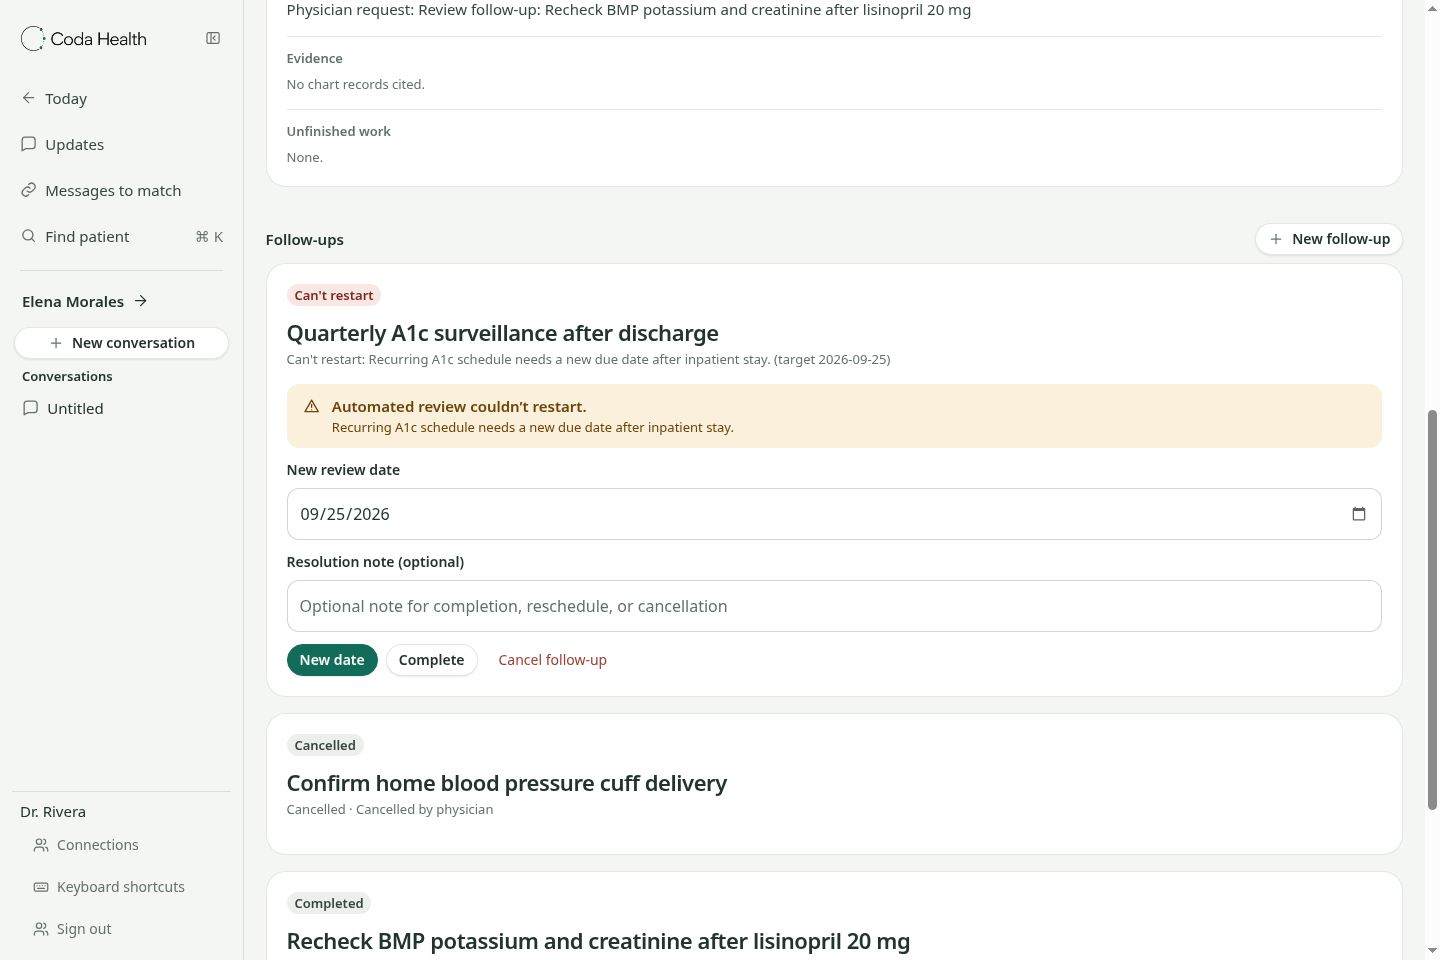 Coda Health
Today
Updates
Messages to match
Find patient ⌘ K
Elena Morales
New conversation
Conversations
Untitled
Dr. Rivera
Connections
Keyboard shortcuts
Sign out
Physician request: Review follow-up: Recheck BMP potassium and creatinine after lisinopril 20 mg
Evidence
No chart records cited.
Unfinished work
None.
Follow-ups
New follow-up
Can't restart
Quarterly A1c surveillance after discharge
Can't restart: Recurring A1c schedule needs a new due date after inpatient stay. (target 2026-09-25)
Automated review couldn’t restart.
Recurring A1c schedule needs a new due date after inpatient stay.
New review date
09/25/2026
Resolution note (optional)
Optional note for completion, reschedule, or cancellation
New date
Complete
Cancel follow-up
Cancelled
Confirm home blood pressure cuff delivery
Cancelled · Cancelled by physician
Completed
Recheck BMP potassium and creatinine after lisinopril 20 mg